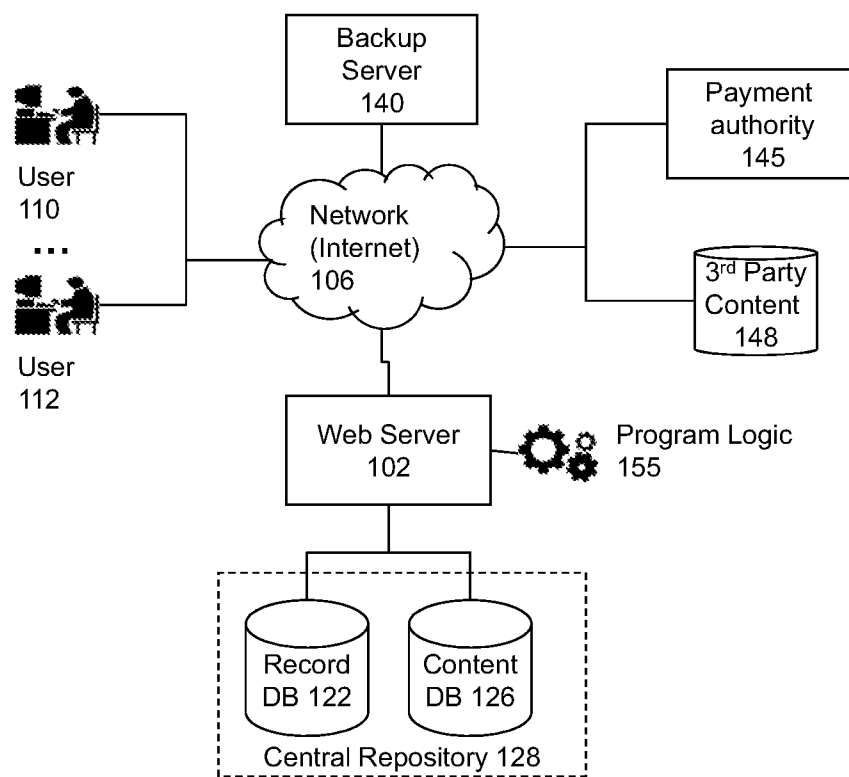 Backup
Server
140
Payment
authority
145
User
110
...
User
112
Network
(Internet)
106
3rd Party
Content
148
Web Server
102
Program Logic
155
Record
DB 122
Content
DB 126
Central Repository 128